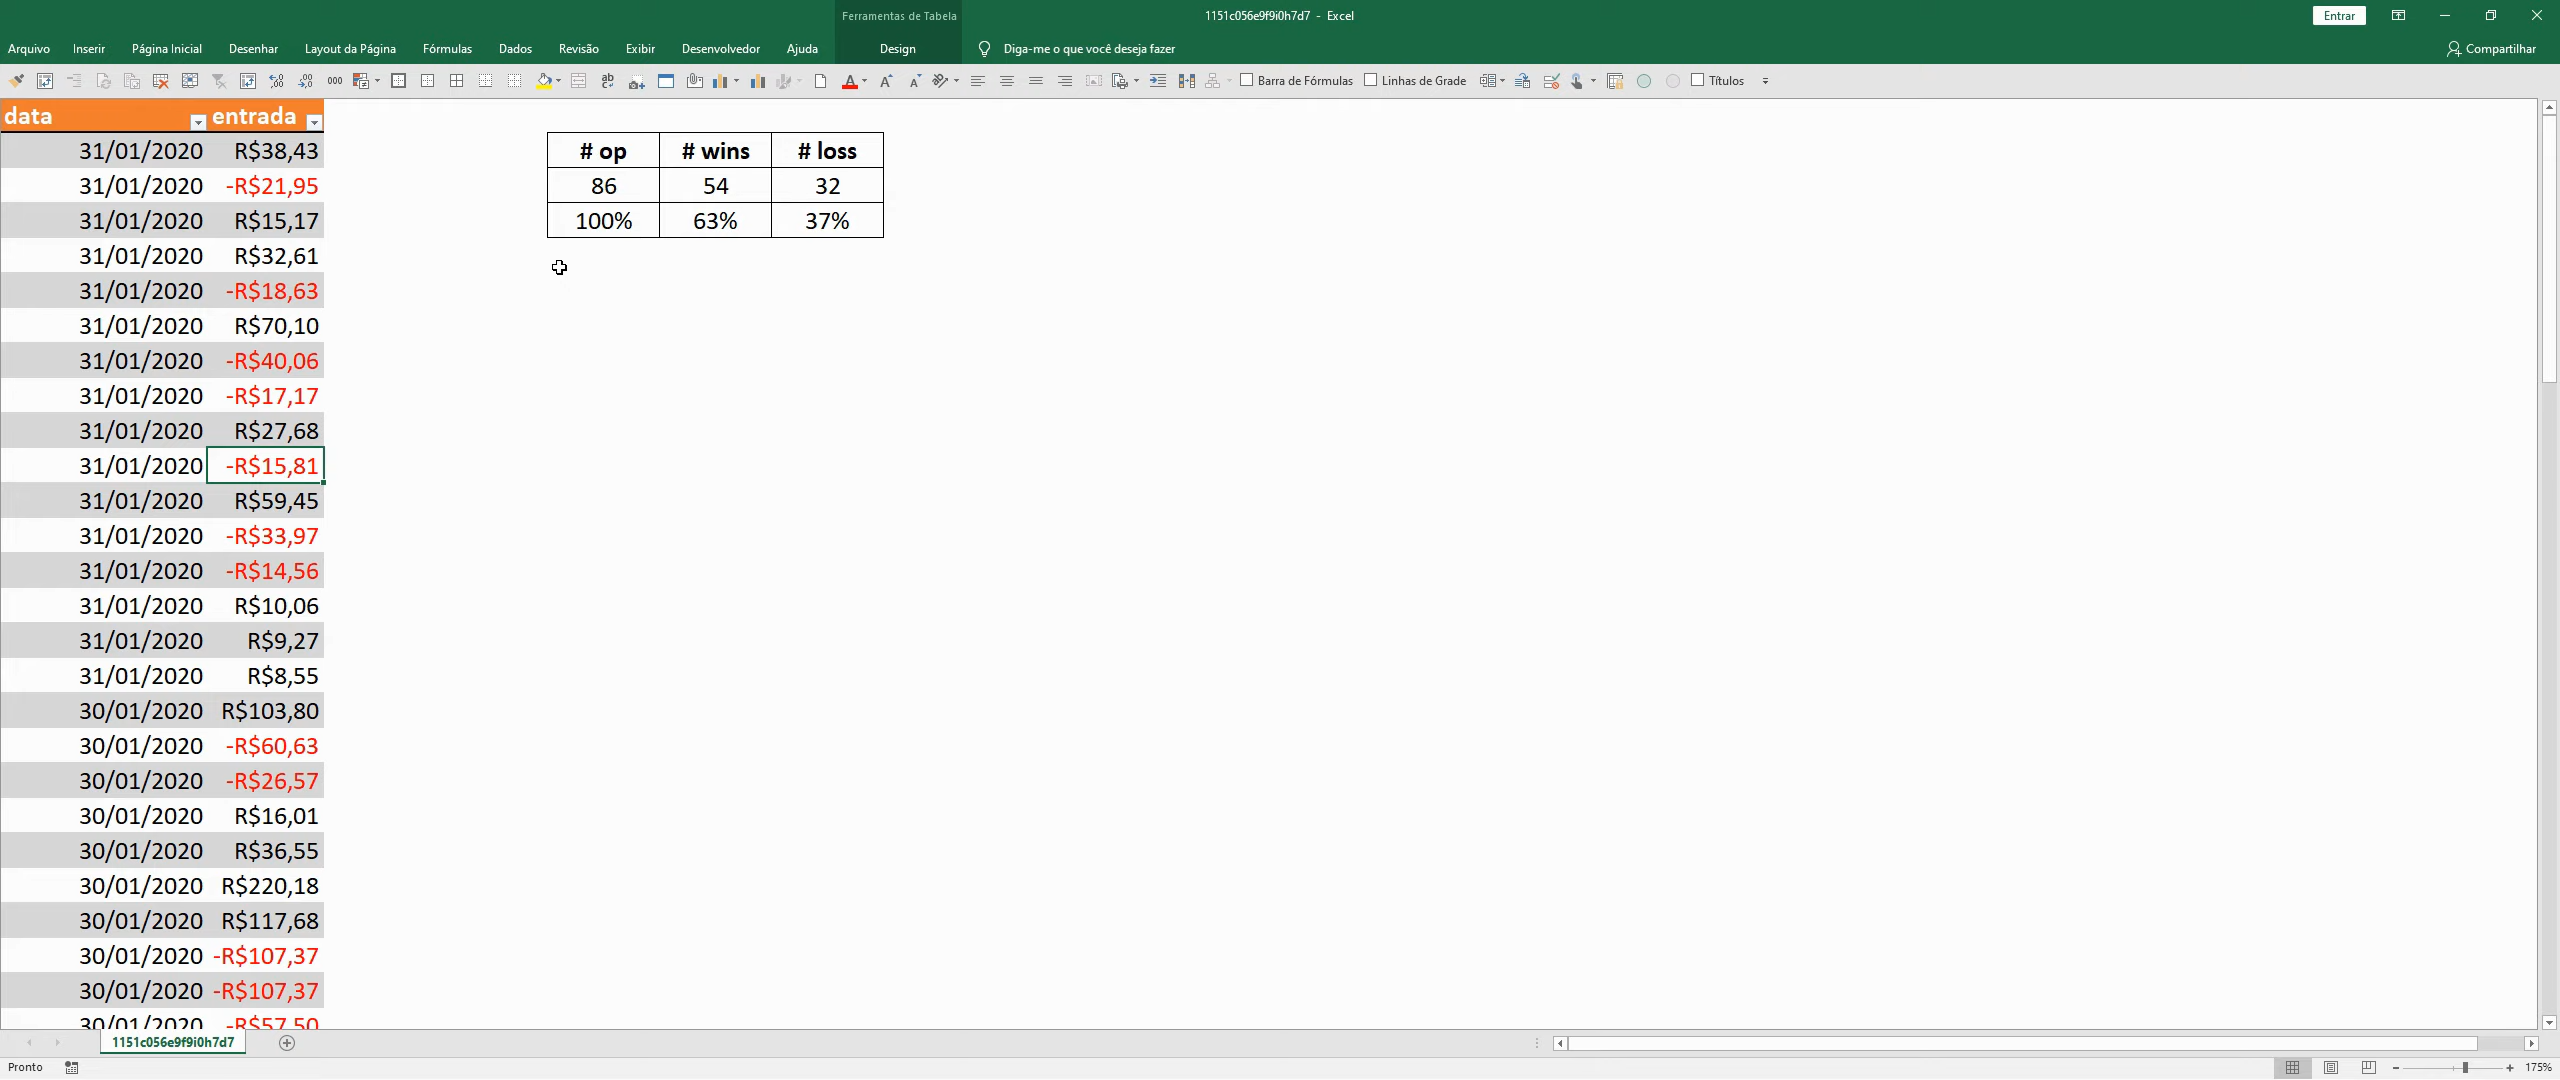 Ferramentas de Tabela
1151c056e9f9i0h7d7 - Excel
Entrar
Arquivo Inserir Página Inicial Desenhar Layout da Página Fórmulas Dados Revisão Exibir Desenvolvedor Ajuda Design Diga-me o que você deseja fazer Compartilhar
Barra de Fórmulas Linhas de Grade Títulos
data entrada
31/01/2020 R$38,43
31/01/2020 -R$21,95
31/01/2020 R$15,17
31/01/2020 R$32,61
31/01/2020 -R$18,63
31/01/2020 R$70,10
31/01/2020 -R$40,06
31/01/2020 -R$17,17
31/01/2020 R$27,68
31/01/2020 -R$15,81
31/01/2020 R$59,45
31/01/2020 -R$33,97
31/01/2020 -R$14,56
31/01/2020 R$10,06
31/01/2020 R$9,27
31/01/2020 R$8,55
30/01/2020 R$103,80
30/01/2020 -R$60,63
30/01/2020 -R$26,57
30/01/2020 R$16,01
30/01/2020 R$36,55
30/01/2020 R$220,18
30/01/2020 R$117,68
30/01/2020 -R$107,37
30/01/2020 -R$107,37
30/01/2020 -R$57,50
# op # wins # loss
86 54 32
100% 63% 37%
1151c056e9f9i0h7d7
Pronto
175%